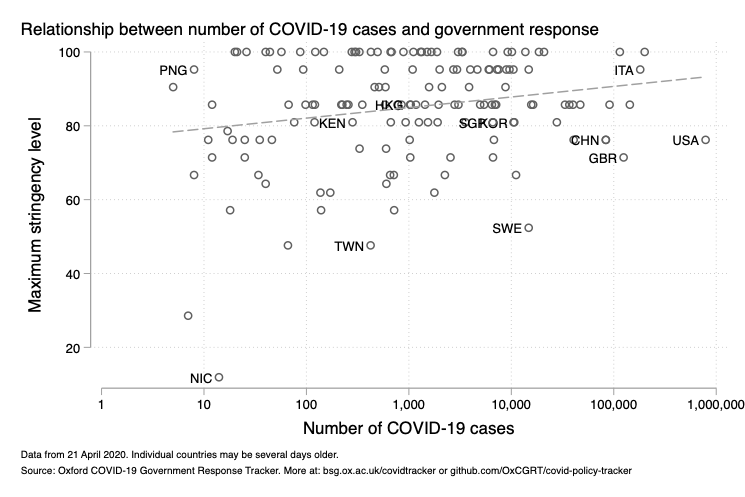 Relationship between number of COVID-19 cases and government response
Maximum stringency level
100
80
60
40
20
PNG
ITA
HKG
KEN
SGP
KOR
CHN
USA
GBR
SWE
TWN
NIC
1
10
100
1,000
10,000
100,000
1,000,000
Number of COVID-19 cases
Data from 21 April 2020. Individual countries may be several days older.
Source: Oxford COVID-19 Government Response Tracker. More at: bsg.ox.ac.uk/covidtracker or github.com/OxCGRT/covid-policy-tracker